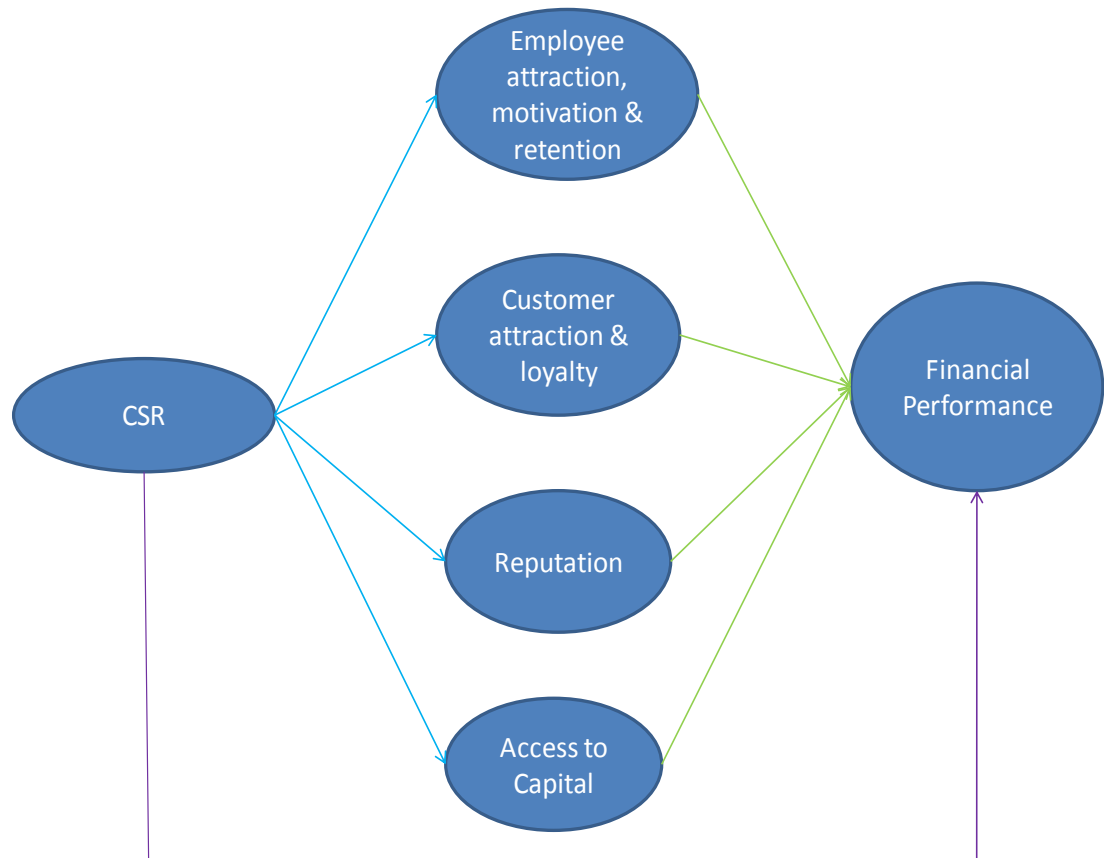 Employee
attraction,
motivation &
retention
Customer
attraction &
loyalty
CSR
Financial
Performance
Reputation
Access to
Capital